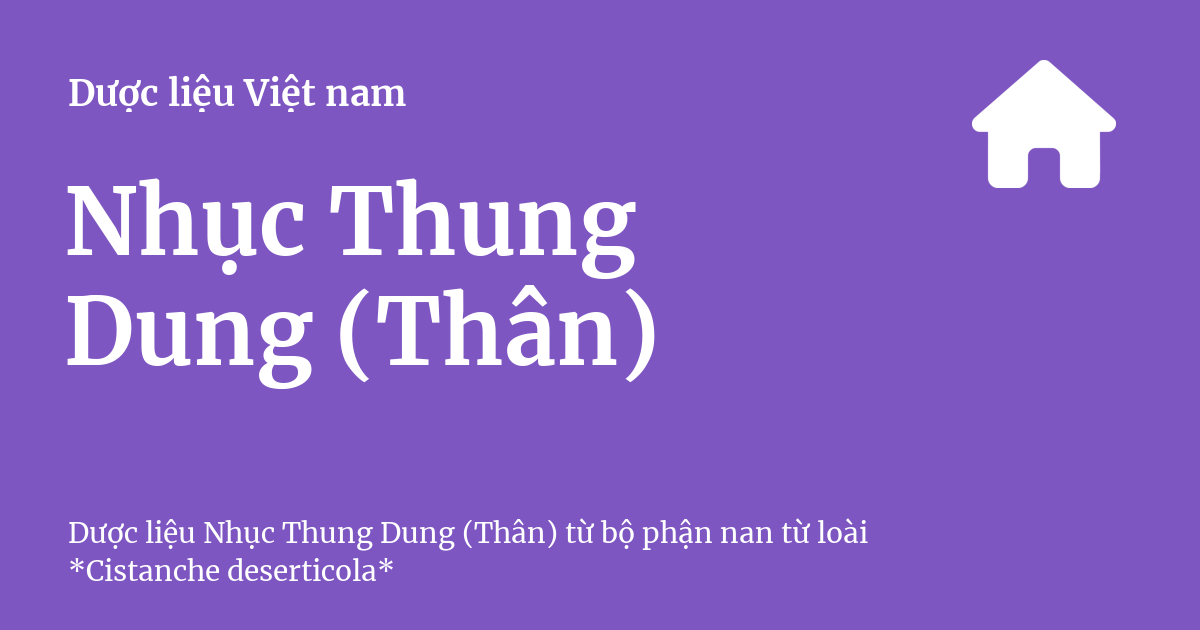 Dược liệu Việt nam
Nhục Thung
Dung (Thân)
Dược liệu Nhục Thung Dung (Thân) từ bộ phận nan từ loài
*Cistanche deserticola*